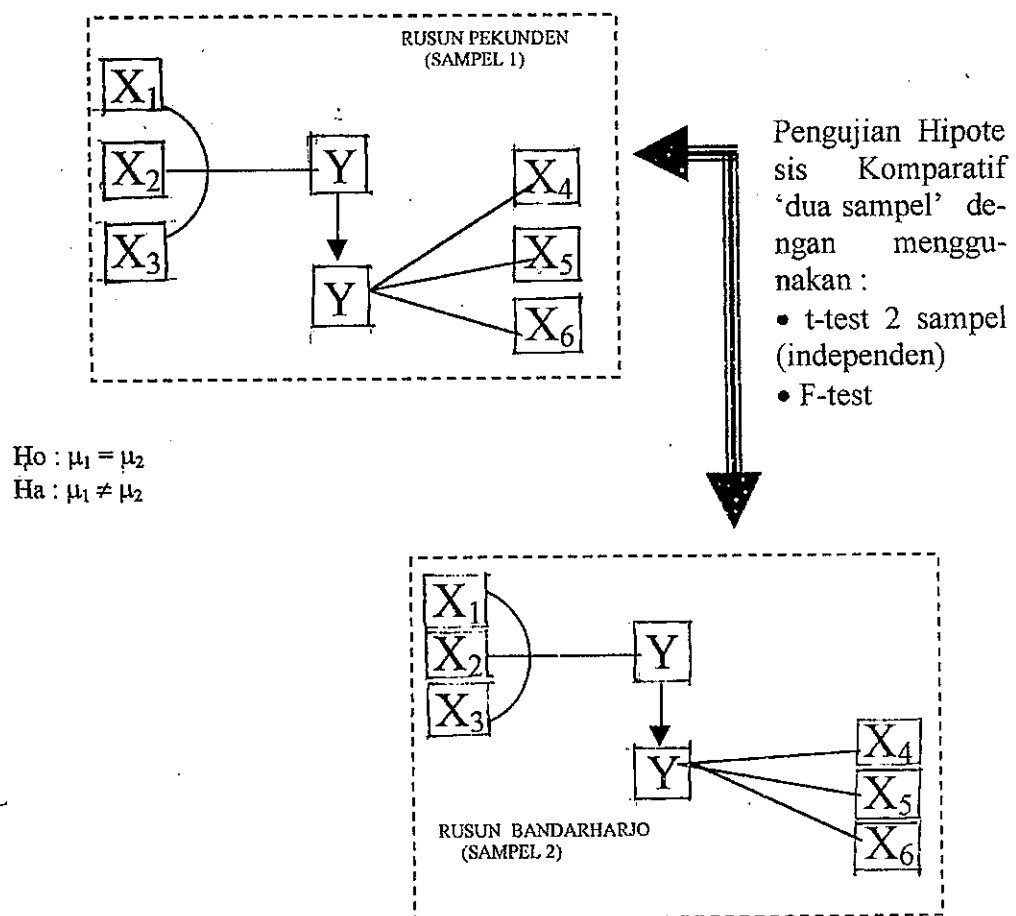 RUSUN PEKUNDEN
(SAMPEL 1)
X1
X2
X3
Y
Y
X4
X5
X6
Pengujian Hipote
sis Komparatif
‘dua sampel’ de-
ngan menggu-
nakan :
• t-test 2 sampel
(independen)
• F-test
Ho : μ1 = μ2
Ha : μ1 ≠ μ2
X1
X2
X3
Y
Y
X4
X5
X6
RUSUN BANDARHARJO
(SAMPEL 2)